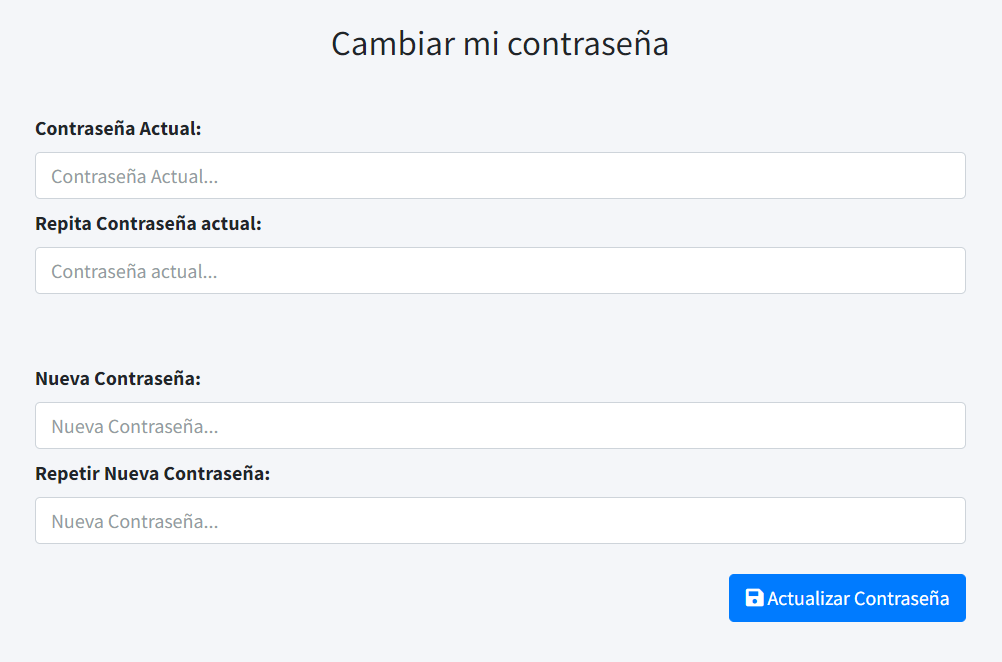 Cambiar mi contraseña
Contraseña Actual:
Contraseña Actual...
Repita Contraseña actual:
Contraseña actual...
Nueva Contraseña:
Nueva Contraseña...
Repetir Nueva Contraseña:
Nueva Contraseña...
Actualizar Contraseña